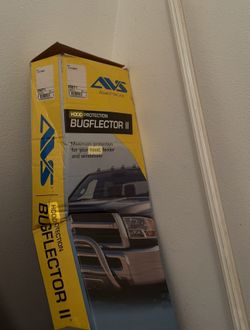 AVS
HOOD PROTECTION
BUGFLECTOR II
Maximum protection
for your hood, fender
and windshield
AVS
HOOD PROTECTION
BUGFLECTOR II